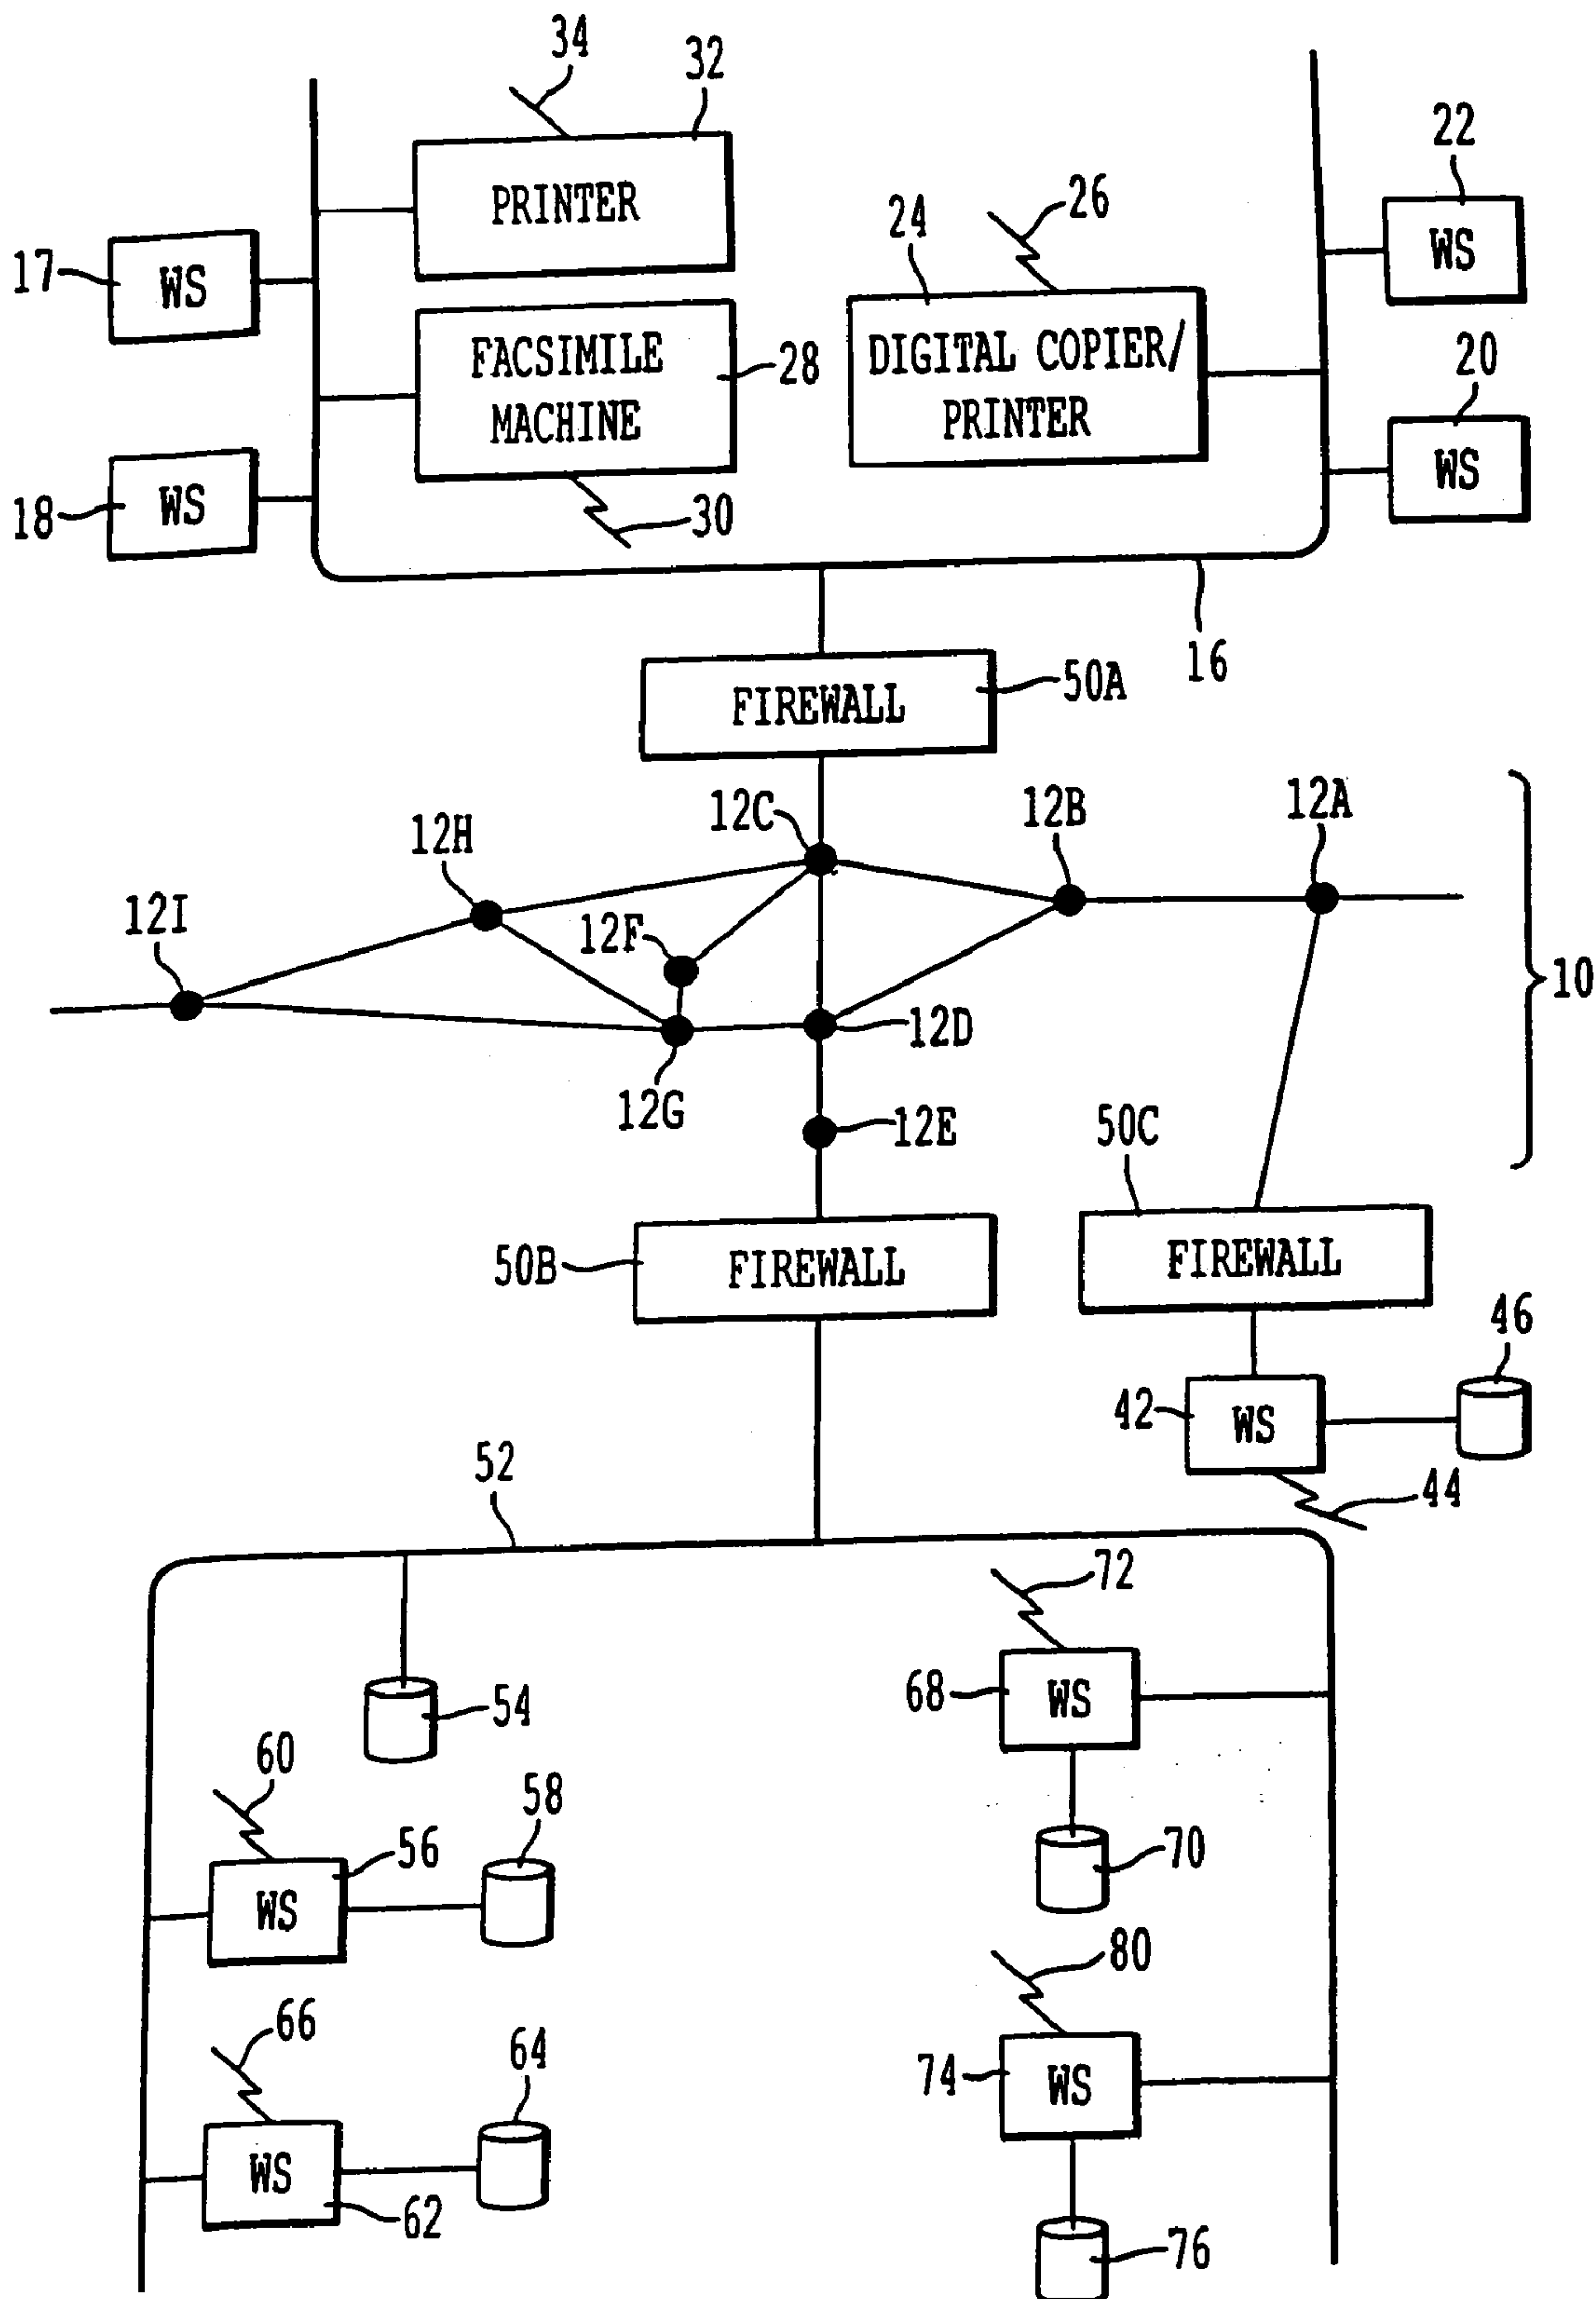 34
32
PRINTER
22
WS
17
WS
24
26
DIGITAL COPIER/
PRINTER
FACSIMILE
MACHINE
28
20
WS
18
WS
30
16
FIREWALL
50A
12C
12B
12A
12H
12F
12I
10
12D
12G
12E
50C
50B
FIREWALL
FIREWALL
46
42
WS
44
52
72
54
68
WS
60
58
56
WS
70
80
66
64
74
WS
WS
62
76